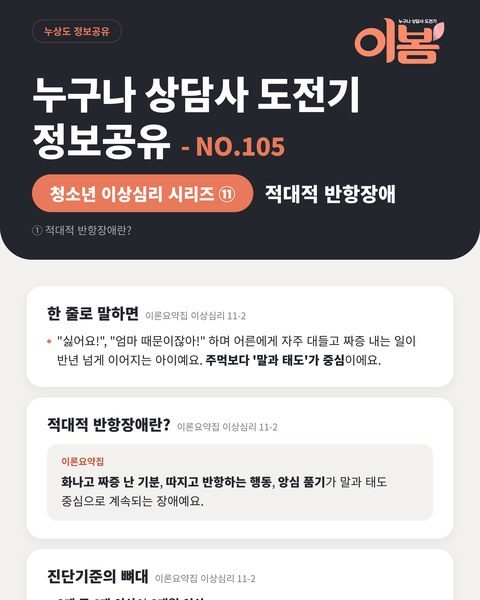 누상도 정보공유
누구나 상담사 도전기
이봄
누구나 상담사 도전기
정보공유 - NO.105
청소년 이상심리 시리즈 ⑪ 적대적 반항장애
① 적대적 반항장애란?
한 줄로 말하면 이론요약집 이상심리 11-2
• "싫어요!", "엄마 때문이잖아!" 하며 어른에게 자주 대들고 짜증 내는 일이
반년 넘게 이어지는 아이예요. 주먹보다 '말과 태도'가 중심이에요.
적대적 반항장애란? 이론요약집 이상심리 11-2
이론요약집
화나고 짜증 난 기분, 따지고 반항하는 행동, 앙심 품기가 말과 태도
중심으로 계속되는 장애예요.
진단기준의 뼈대 이론요약집 이상심리 11-2